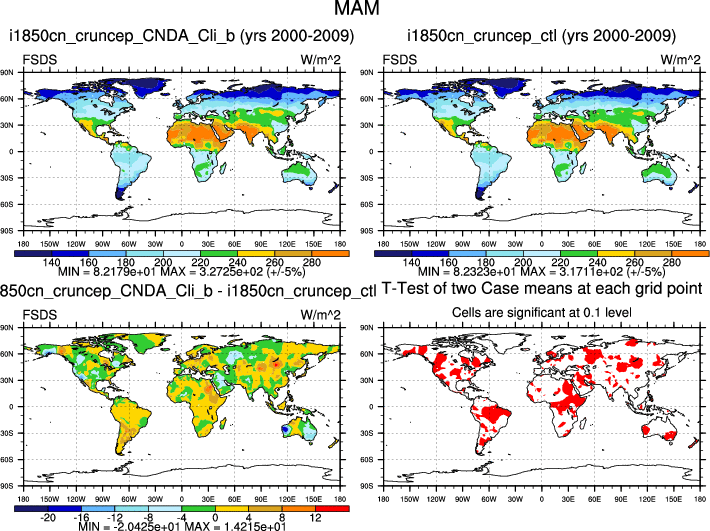 MAM
i1850cn_cruncep_CNDA_Cli_b (yrs 2000-2009)
FSDS W/m^2
90N
60N
30N
0
30S
60S
90S
180 150W 120W 90W 60W 30W 0 30E 60E 90E 120E 150E 180
140 160 180 200 220 240 260 280
MIN = 8.2179e+01 MAX = 3.2725e+02 (+/-5%)
i1850cn_cruncep_ctl (yrs 2000-2009)
FSDS W/m^2
90N
60N
30N
0
30S
60S
90S
180 150W 120W 90W 60W 30W 0 30E 60E 90E 120E 150E 180
140 160 180 200 220 240 260 280
MIN = 8.2323e+01 MAX = 3.1711e+02 (+/-5%)
850cn_cruncep_CNDA_Cli_b - i1850cn_cruncep_ctl
FSDS W/m^2
90N
60N
30N
0
30S
60S
90S
180 150W 120W 90W 60W 30W 0 30E 60E 90E 120E 150E 180
-20 -16 -12 -8 -4 0 4 8 12
MIN = -2.0425e+01 MAX = 1.4215e+01
T-Test of two Case means at each grid point
Cells are significant at 0.1 level
90N
60N
30N
0
30S
60S
90S
180 150W 120W 90W 60W 30W 0 30E 60E 90E 120E 150E 180